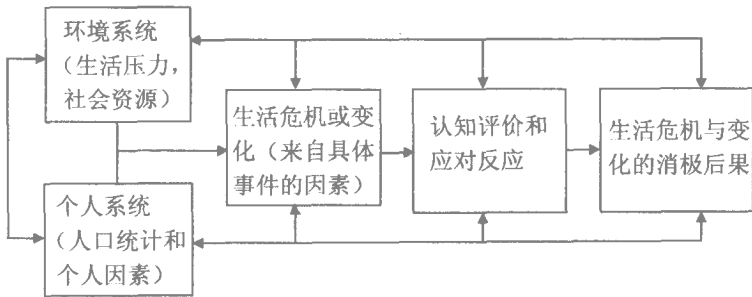 环境系统
（生活压力，
社会资源）
生活危机或变
化（来自具体
事件的因素）
认知评价和
应对反应
生活危机与变
化的消极后果
个人系统
（人口统计和
个人因素）